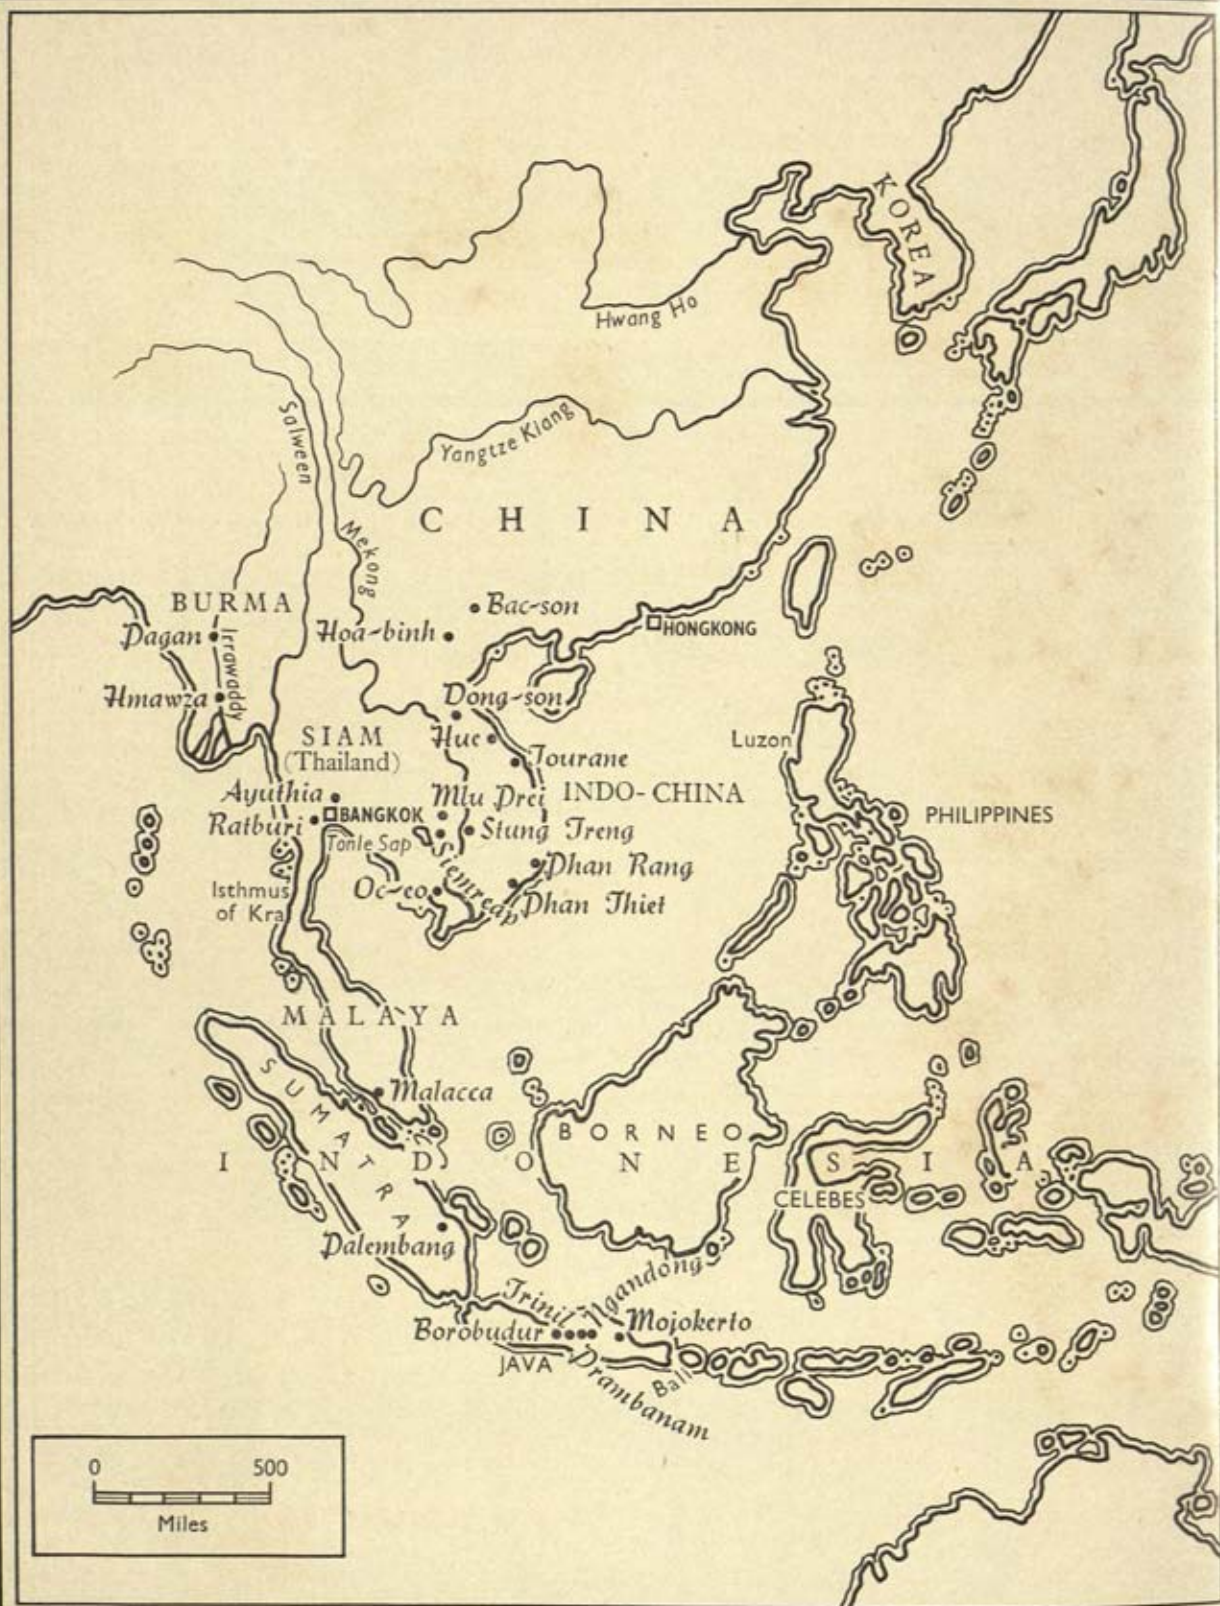 KOREA
Hwang Ho
Salween
Yangtze Kiang
CHINA
Mekong
BURMA
Bac-son
Pagan
Irrawaddy
Hoa-binh
HONGKONG
Hmawza
Dong-son
SIAM
(Thailand)
Hue
Tourane
Luzon
Ayuthia
Mlu Prei
INDO-CHINA
PHILIPPINES
Ratburi
BANGKOK
Stung Treng
Tonle Sap
Siemreap
Phan Rang
Isthmus
of Kra
Oc-eo
Phan Thiet
MALAYA
SUMATRA
Malacca
BORNEO
INDONESIA
CELEBES
Palembang
Trinil
Ngandong
Borobudur
Mojokerto
JAVA
Prambanam
Bali
0 500
Miles